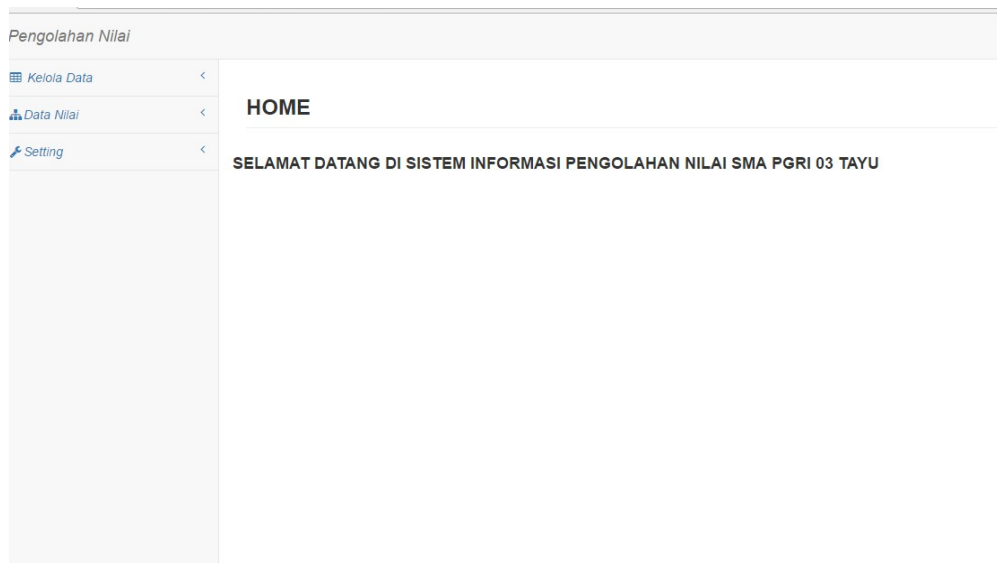 Pengolahan Nilai
Kelola Data
Data Nilai
Setting
HOME
SELAMAT DATANG DI SISTEM INFORMASI PENGOLAHAN NILAI SMA PGRI 03 TAYU